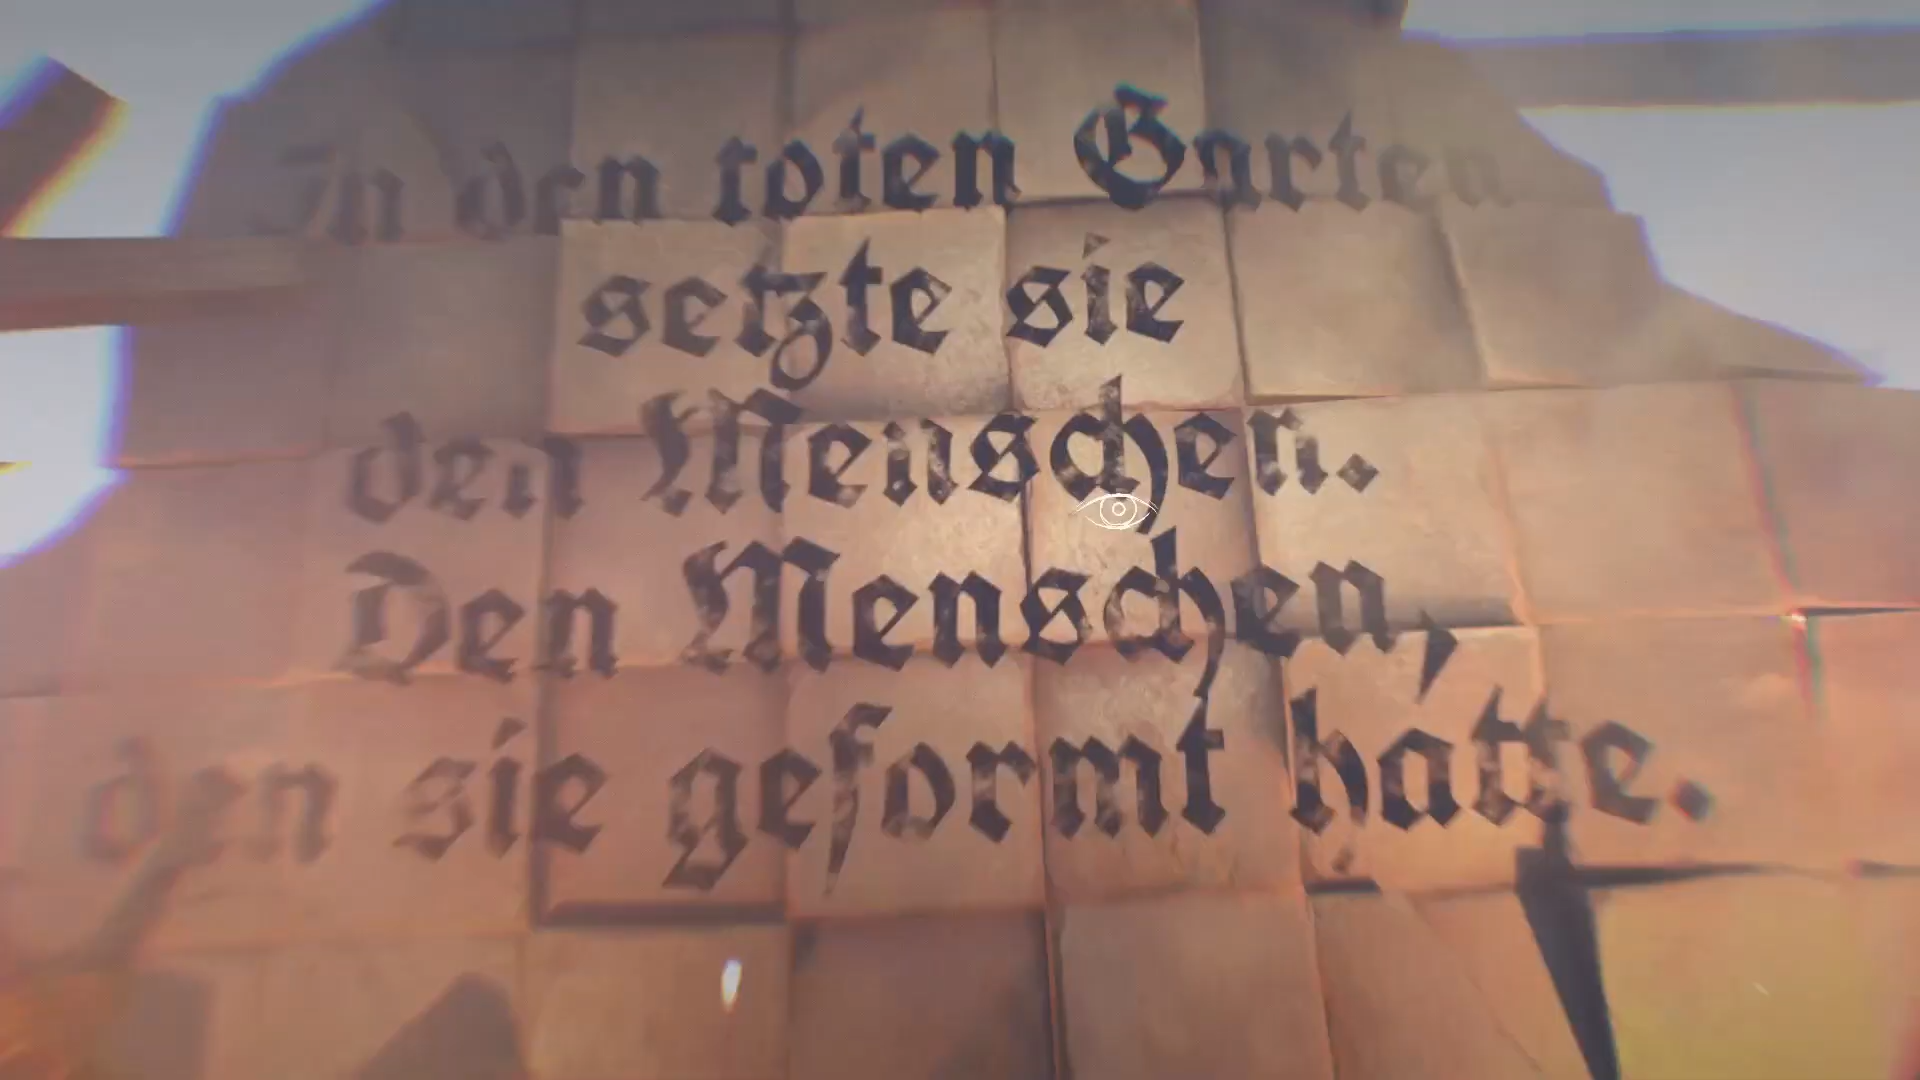 In den toten Garten
setzte sie
den Menschen.
Den Menschen,
den sie geformt hatte.